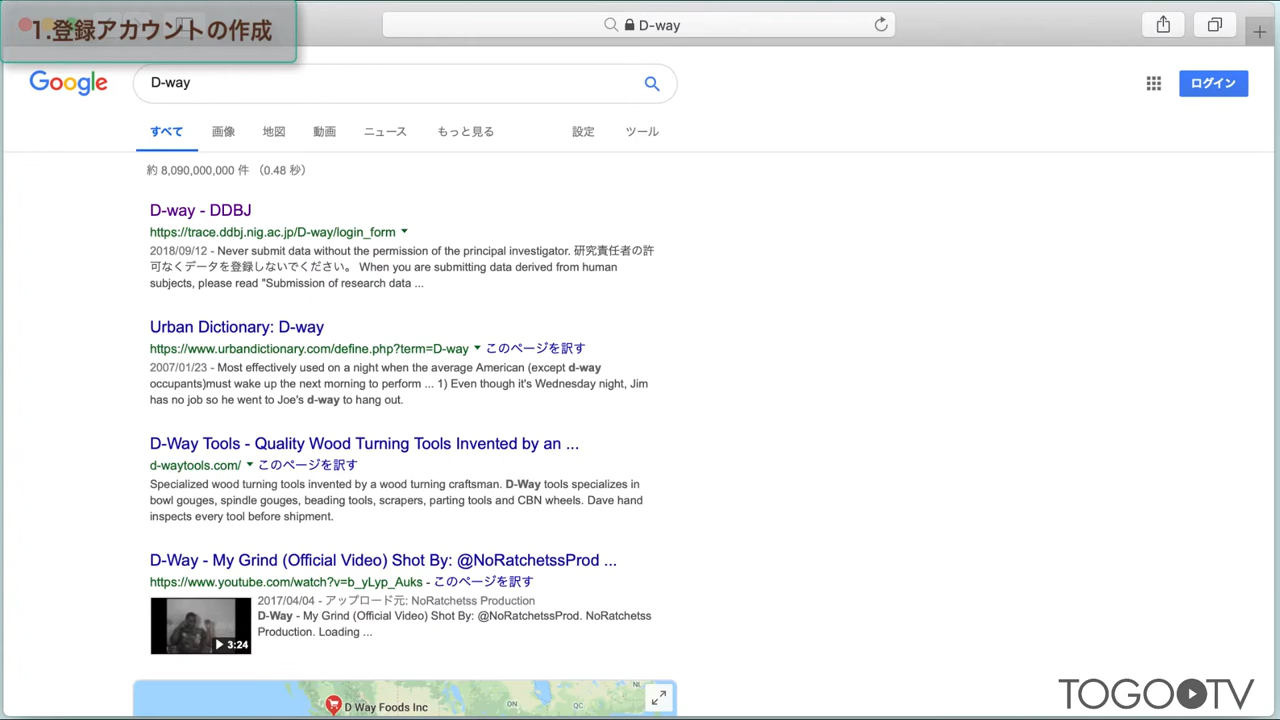 1.登録アカウントの作成
D-way
Google
D-way
ログイン
すべて 画像 地図 動画 ニュース もっと見る 設定 ツール
約 8,090,000,000 件 （0.48 秒）
D-way - DDBJ
https://trace.ddbj.nig.ac.jp/D-way/login_form
2018/09/12 - Never submit data without the permission of the principal investigator. 研究責任者の許
可なくデータを登録しないでください。 When you are submitting data derived from human
subjects, please read "Submission of research data ...
Urban Dictionary: D-way
https://www.urbandictionary.com/define.php?term=D-way このページを訳す
2007/01/23 - Most effectively used on a night when the average American (except d-way
occupants)must wake up the next morning to perform ... 1) Even though it's Wednesday night, Jim
has no job so he went to Joe's d-way to hang out.
D-Way Tools - Quality Wood Turning Tools Invented by an ...
d-waytools.com/ このページを訳す
Specialized wood turning tools invented by a wood turning craftsman. D-Way tools specializes in
bowl gouges, spindle gouges, beading tools, scrapers, parting tools and CBN wheels. Dave hand
inspects every tool before shipment.
D-Way - My Grind (Official Video) Shot By: @NoRatchetssProd ...
https://www.youtube.com/watch?v=b_yLyp_Auks - このページを訳す
2017/04/04 - アップロード元: NoRatchetss Production
D-Way - My Grind (Official Video) Shot By: @NoRatchetssProd. NoRatchetss
Production. Loading ...
3:24
NL
ON
QC
D Way Foods Inc
TOGOTV